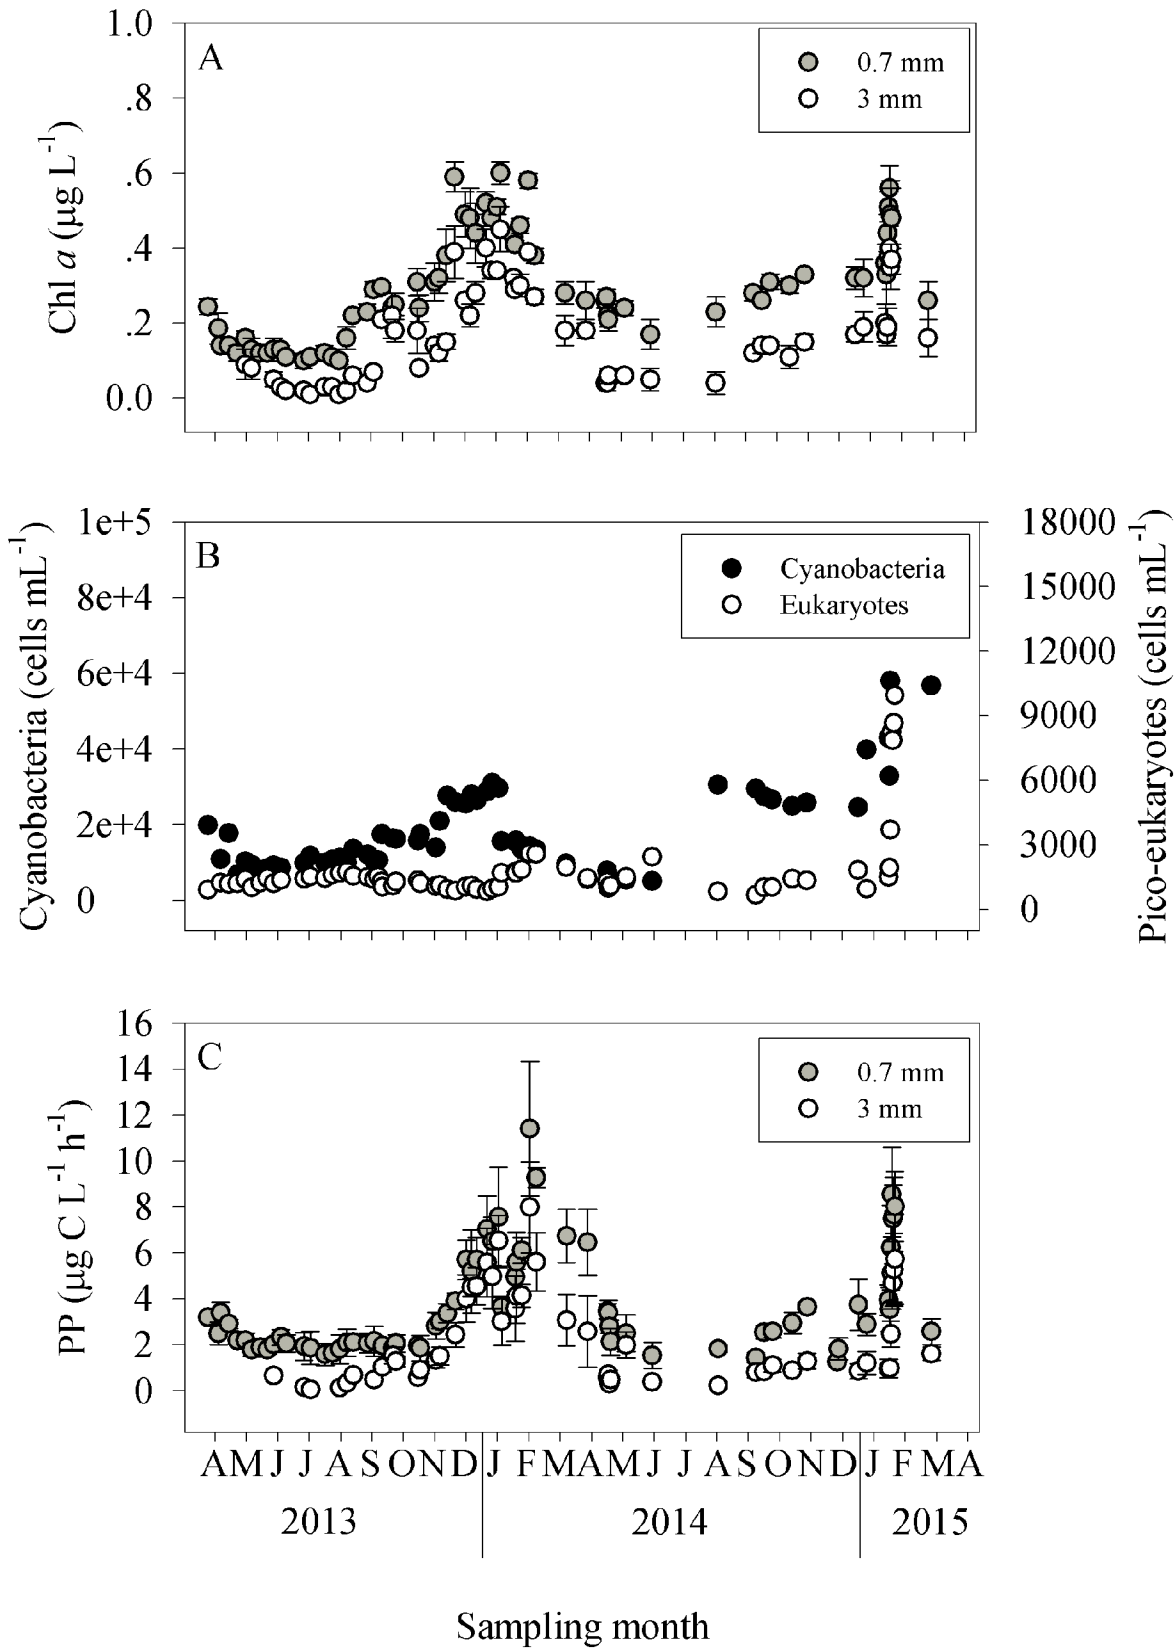 A
1.0
.8
.6
.4
.2
0.0
Chl a (µg L⁻¹)
0.7 mm
3 mm
B
1e+5
8e+4
6e+4
4e+4
2e+4
0
Cyanobacteria (cells mL⁻¹)
Cyanobacteria
Eukaryotes
18000
15000
12000
9000
6000
3000
0
Pico-eukaryotes (cells mL⁻¹)
C
16
14
12
10
8
6
4
2
0
PP (µg C L⁻¹ h⁻¹)
0.7 mm
3 mm
A M J J A S O N D J F M A M J J A S O N D J F M A
2013 2014 2015
Sampling month